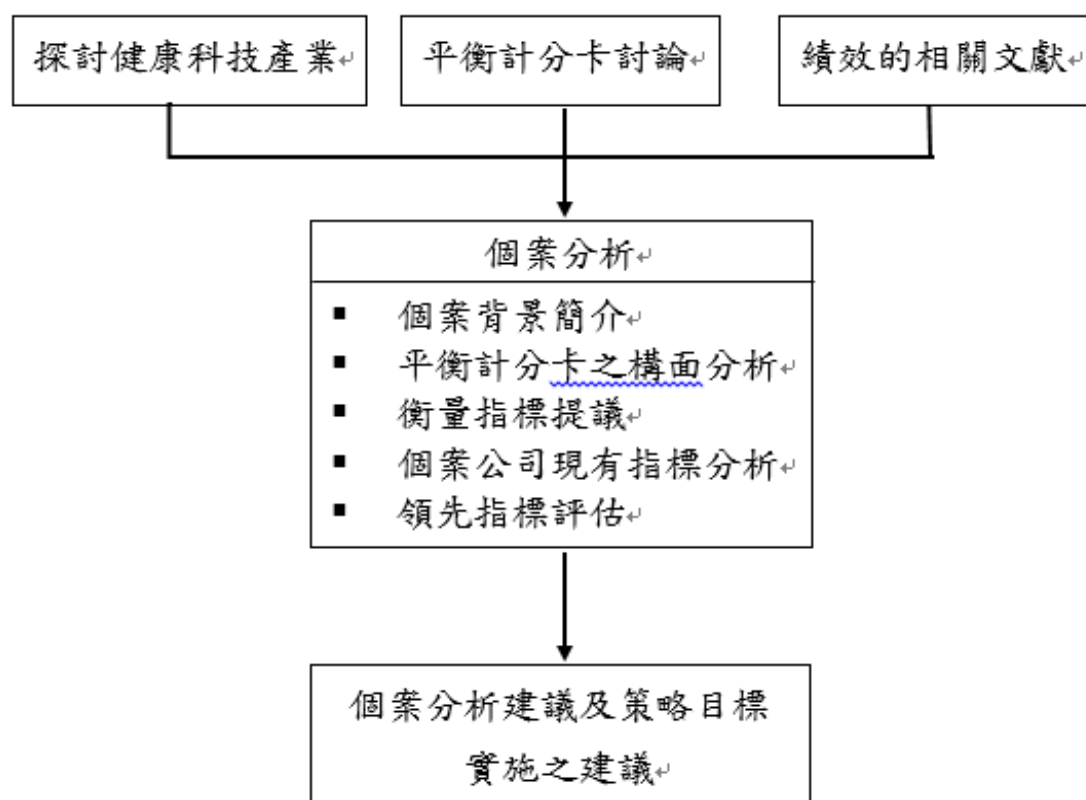 探討健康科技產業
平衡計分卡討論
績效的相關文獻
個案分析
▪ 個案背景簡介
▪ 平衡計分卡之構面分析
▪ 衡量指標提議
▪ 個案公司現有指標分析
▪ 領先指標評估
個案分析建議及策略目標
實施之建議